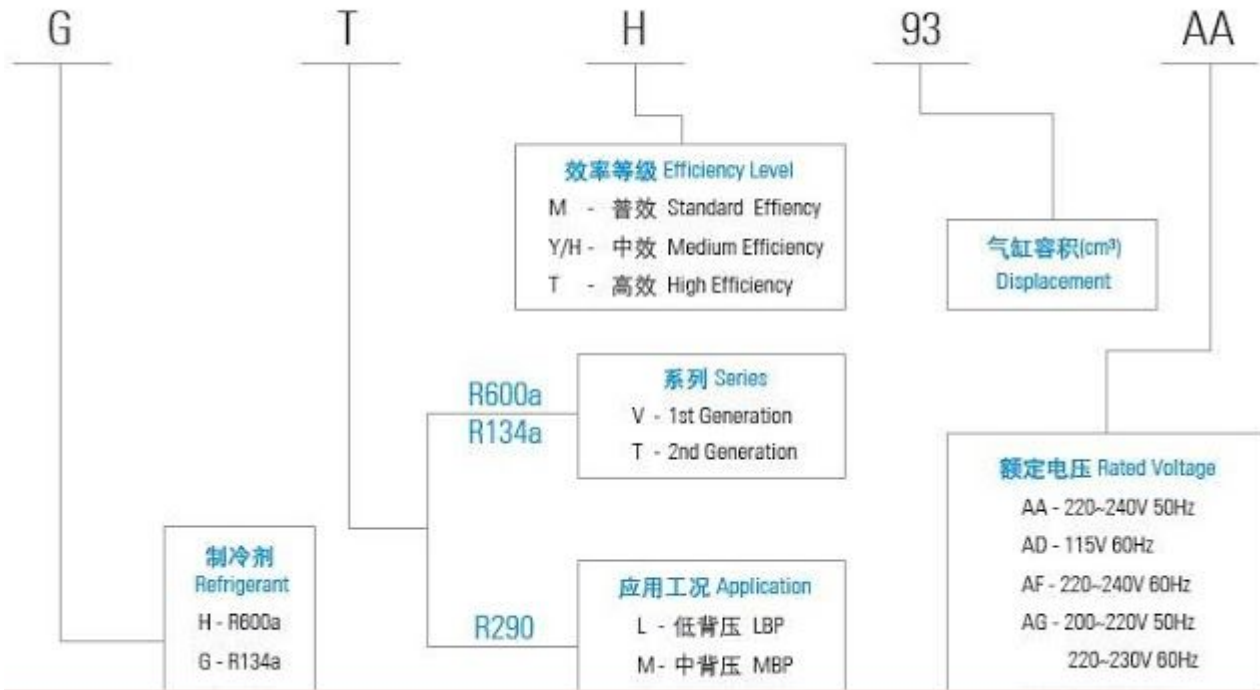 G T H 93 AA
效率等级 Efficiency Level
M - 普效 Standard Effiency
Y/H - 中效 Medium Efficiency
T - 高效 High Efficiency
气缸容积(cm³)
Displacement
R600a
R134a
系列 Series
V - 1st Generation
T - 2nd Generation
额定电压 Rated Voltage
AA - 220~240V 50Hz
AD - 115V 60Hz
AF - 220~240V 60Hz
AG - 200~220V 50Hz
220~230V 60Hz
制冷剂
Refrigerant
H - R600a
G - R134a
R290
应用工况 Application
L - 低背压 LBP
M - 中背压 MBP